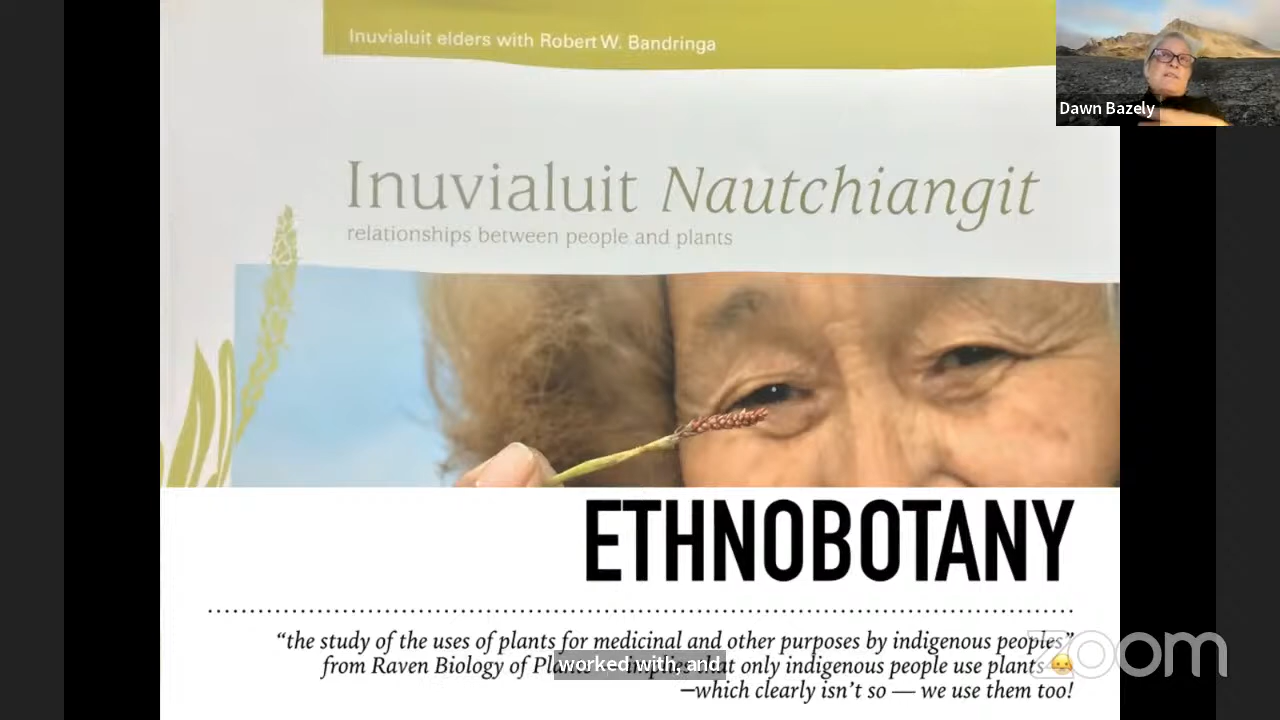 Inuvialuit elders with Robert W. Bandringa
Dawn Bazely
Inuvialuit Nautchiangit
relationships between people and plants
ETHNOBOTANY
“the study of the uses of plants for medicinal and other purposes by indigenous peoples”
from Raven Biology of that only indigenous people use plants
—which clearly isn’t so — we use them too!
worked with, and
zoom